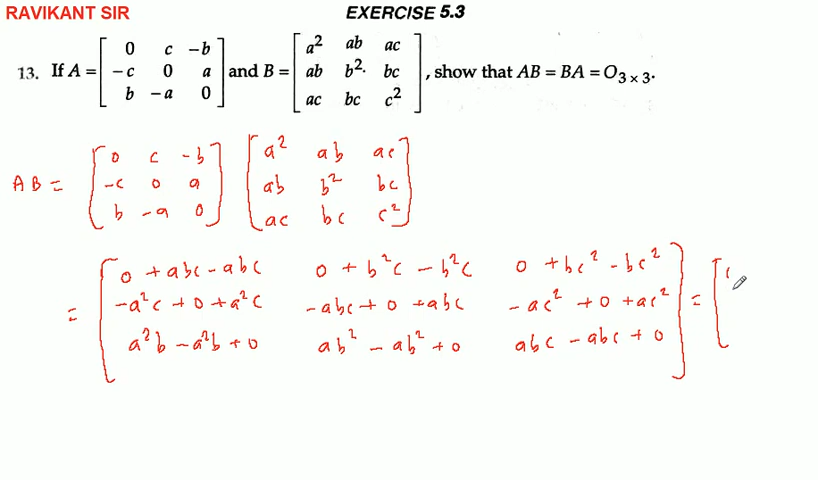 RAVIKANT SIR EXERCISE 5.3
13. If A = [ 0 c −b ; −c 0 a ; b −a 0 ] and B = [ a² ab ac ; ab b². bc ; ac bc c² ], show that AB = BA = O₃ₓ₃.
AB = [ 0 c -b ; -c 0 a ; b -a 0 ] [ a² ab ac ; ab b² bc ; ac bc c² ]
= [ 0 + abc - abc 0 + b²c - b²c 0 + bc² - bc² ; -a²c + 0 + a²c -abc + 0 + abc -ac² + 0 + ac² ; a²b - a²b + 0 ab² - ab² + 0 abc - abc + 0 ] = [